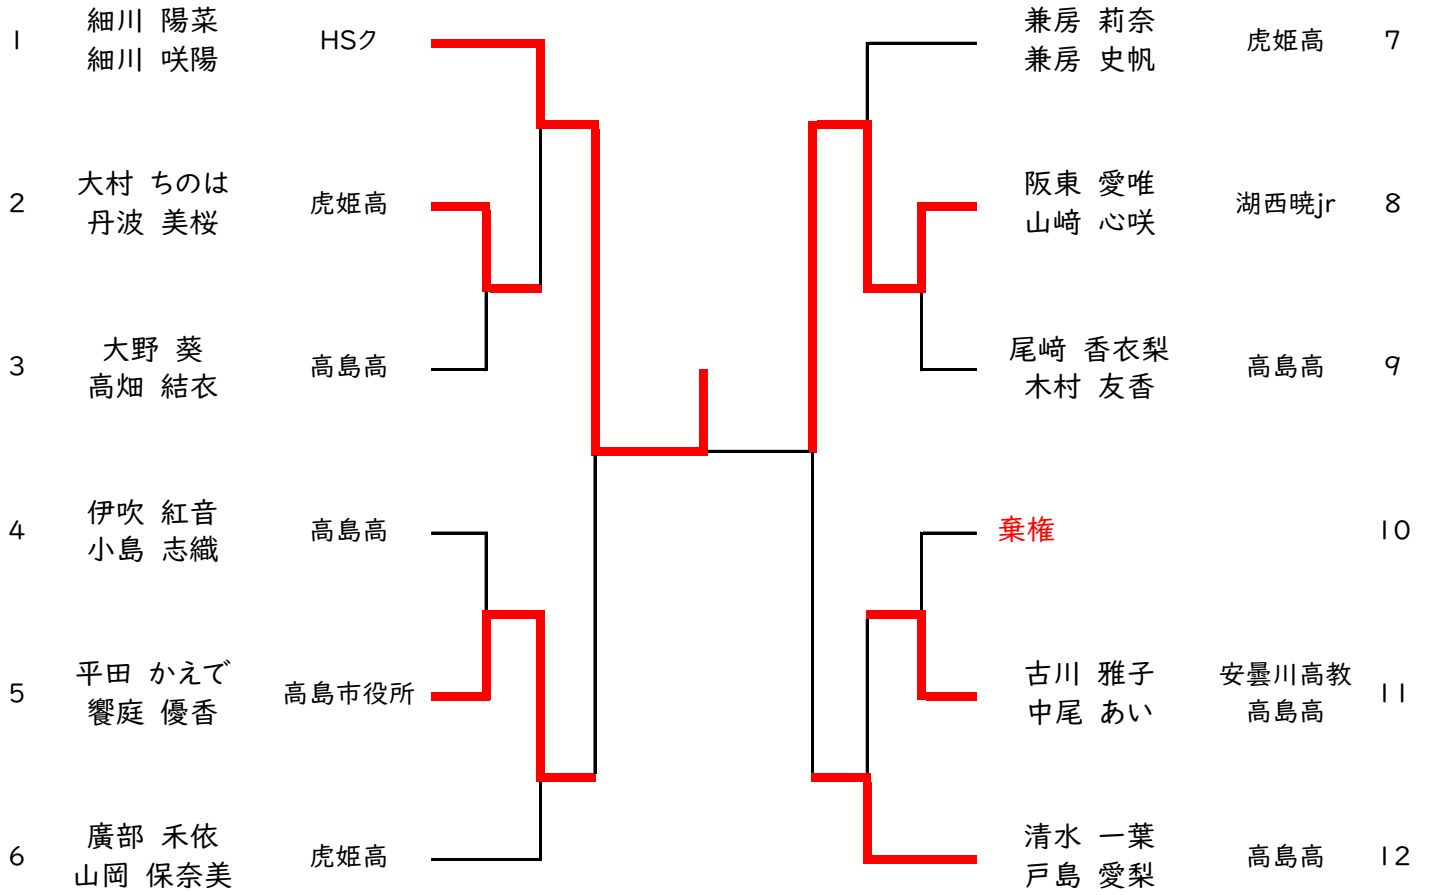 1
細川 陽菜
細川 咲陽
HSク
2
大村 ちのは
丹波 美桜
虎姫高
3
大野 葵
高畑 結衣
高島高
4
伊吹 紅音
小島 志織
高島高
5
平田 かえで
饗庭 優香
高島市役所
6
廣部 禾依
山岡 保奈美
虎姫高
兼房 莉奈
兼房 史帆
虎姫高
7
阪東 愛唯
山﨑 心咲
湖西暁jr
8
尾﨑 香衣梨
木村 友香
高島高
9
棄権
10
古川 雅子
中尾 あい
安曇川高教
高島高
11
清水 一葉
戸島 愛梨
高島高
12